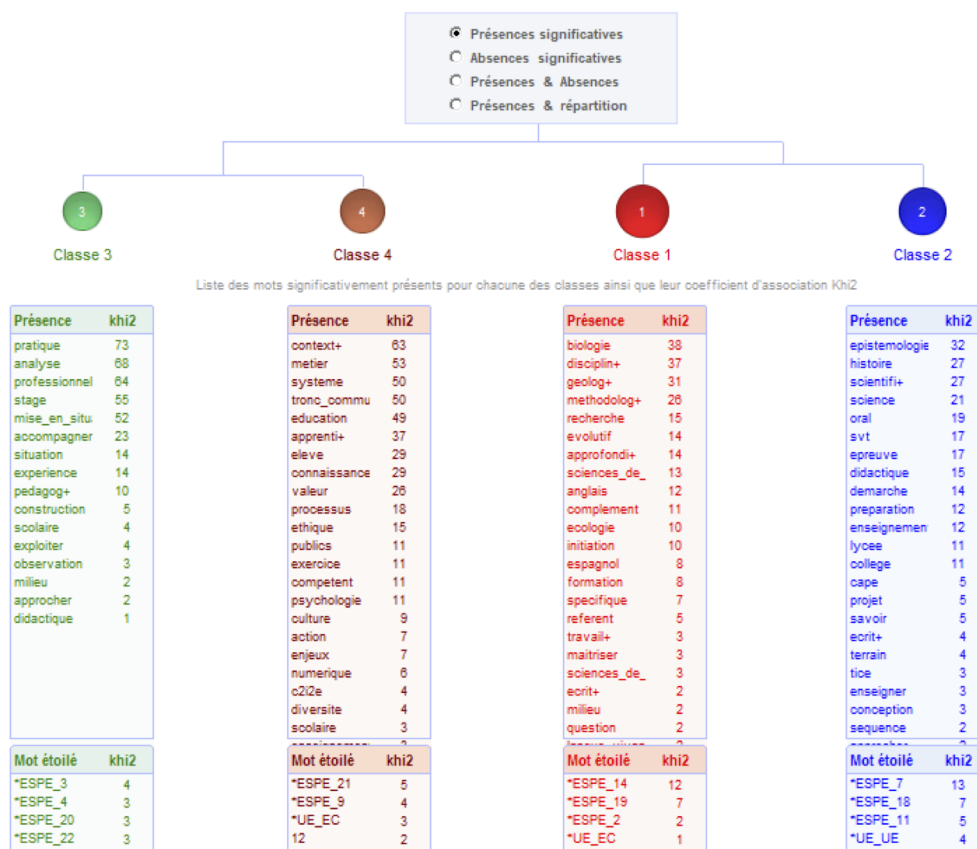 Présences significatives
Absences significatives
Présences & Absences
Présences & répartition
3
4
1
2
Classe 3
Classe 4
Classe 1
Classe 2
Liste des mots significativement présents pour chacune des classes ainsi que leur coefficient d'association Khi2
Présence khi2
pratique 73
analyse 68
professionnel 64
stage 55
mise_en_situ 52
accompagner 23
situation 14
experience 14
pedagog+ 10
construction 5
scolaire 4
exploiter 4
observation 3
milieu 2
approcher 2
didactique 1
Mot étoilé khi2
*ESPE_3 4
*ESPE_4 3
*ESPE_20 3
*ESPE_22 3
Présence khi2
context+ 63
metier 53
systeme 50
tronc_commu 50
education 49
apprenti+ 37
eleve 29
connaissance 29
valeur 26
processus 18
ethique 15
publics 11
exercice 11
competent 11
psychologie 11
culture 9
action 7
enjeux 7
numerique 6
c2i2e 4
diversite 4
scolaire 3
Mot étoilé khi2
*ESPE_21 5
*ESPE_9 4
*UE_EC 3
12 2
Présence khi2
biologie 38
disciplin+ 37
geolog+ 31
methodolog+ 26
recherche 15
evolutif 14
approfondi+ 14
sciences_de_ 13
anglais 12
complement 11
ecologie 10
initiation 10
espagnol 8
formation 8
specifique 7
referent 5
travail+ 3
maitriser 3
sciences_de_ 3
ecrit+ 2
milieu 2
question 2
Mot étoilé khi2
*ESPE_14 12
*ESPE_19 7
*ESPE_2 2
*UE_EC 1
Présence khi2
epistemologie 32
histoire 27
scientifi+ 27
science 21
oral 19
svt 17
epreuve 17
didactique 15
demarche 14
preparation 12
enseignemen 12
lycee 11
college 11
cape 5
projet 5
savoir 5
ecrit+ 4
terrain 4
tice 3
enseigner 3
conception 3
sequence 2
Mot étoilé khi2
*ESPE_7 13
*ESPE_18 7
*ESPE_11 5
*UE_UE 4